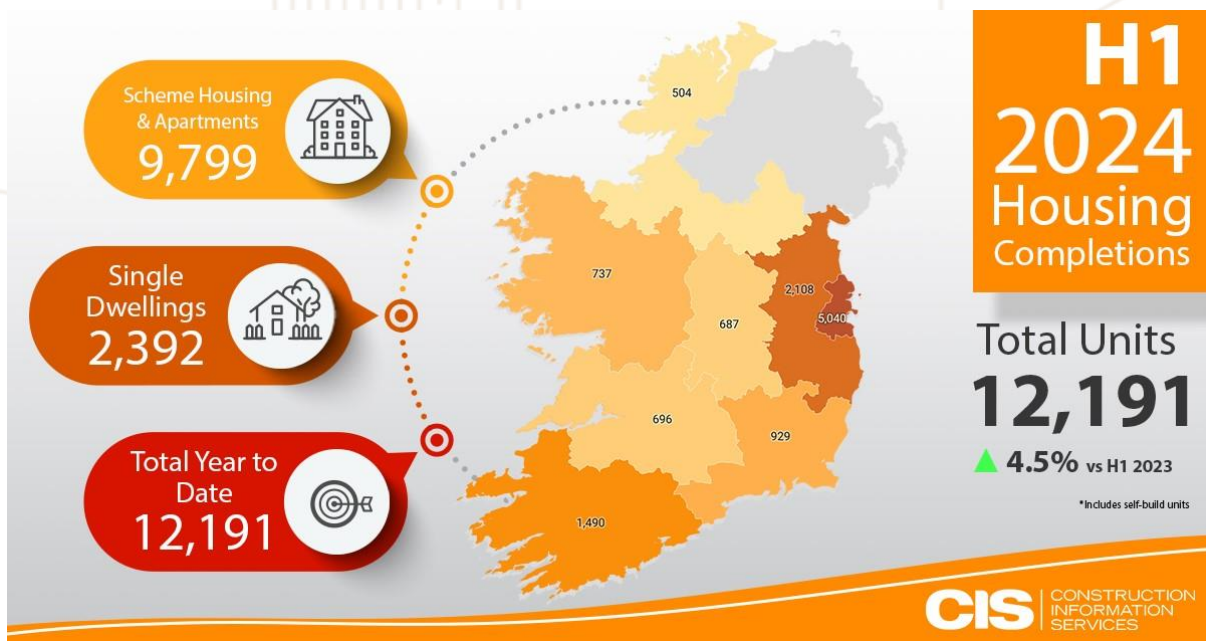 Scheme Housing
& Apartments
9,799
Single
Dwellings
2,392
Total Year to
Date
12,191
504
737
687
2,108
5,040
696
929
1,490
H1
2024
Housing
Completions
Total Units
12,191
4.5% vs H1 2023
*Includes self-build units
CIS
CONSTRUCTION
INFORMATION
SERVICES